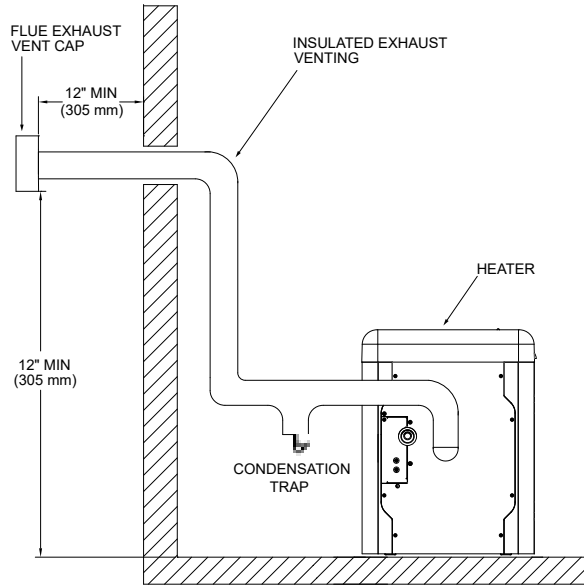 FLUE EXHAUST
VENT CAP
INSULATED EXHAUST
VENTING
12" MIN
(305 mm)
HEATER
12" MIN
(305 mm)
CONDENSATION
TRAP